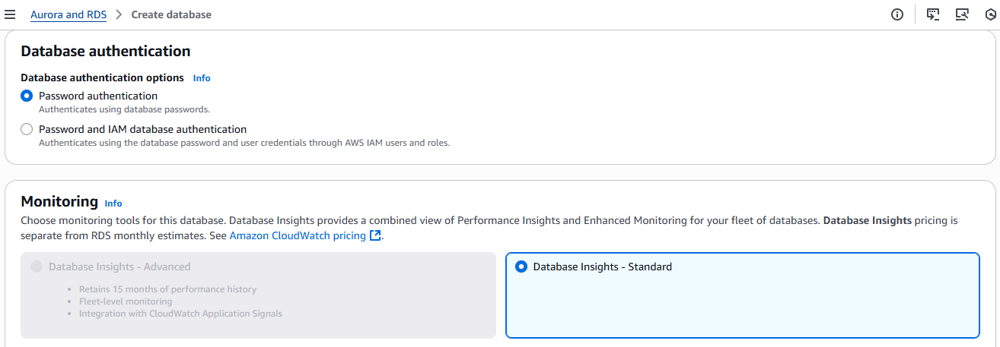 Aurora and RDS > Create database
Database authentication
Database authentication options Info
Password authentication
Authenticates using database passwords.
Password and IAM database authentication
Authenticates using the database password and user credentials through AWS IAM users and roles.
Monitoring Info
Choose monitoring tools for this database. Database Insights provides a combined view of Performance Insights and Enhanced Monitoring for your fleet of databases. Database Insights pricing is
separate from RDS monthly estimates. See Amazon CloudWatch pricing.
Database Insights - Advanced
• Retains 15 months of performance history
• Fleet-level monitoring
• Integration with CloudWatch Application Signals
Database Insights - Standard